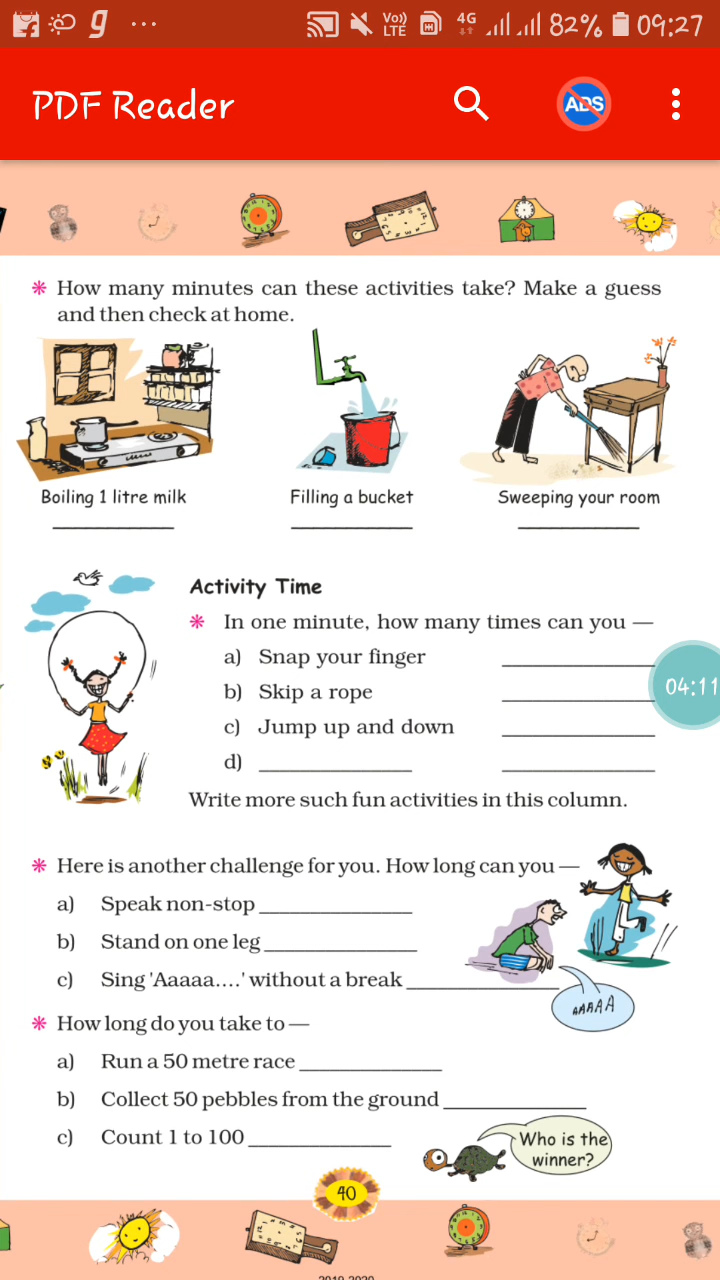 Vo)) LTE 4G 82% 09:27
PDF Reader
ADS
How many minutes can these activities take? Make a guess
and then check at home.
Boiling 1 litre milk Filling a bucket Sweeping your room
Activity Time
In one minute, how many times can you —
a) Snap your finger
04:11
b) Skip a rope
c) Jump up and down
d)
Write more such fun activities in this column.
Here is another challenge for you. How long can you —
a) Speak non-stop
b) Stand on one leg
c) Sing 'Aaaaa....' without a break
AAAAA
How long do you take to —
a) Run a 50 metre race
b) Collect 50 pebbles from the ground
c) Count 1 to 100
Who is the
winner?
40
2019-2020